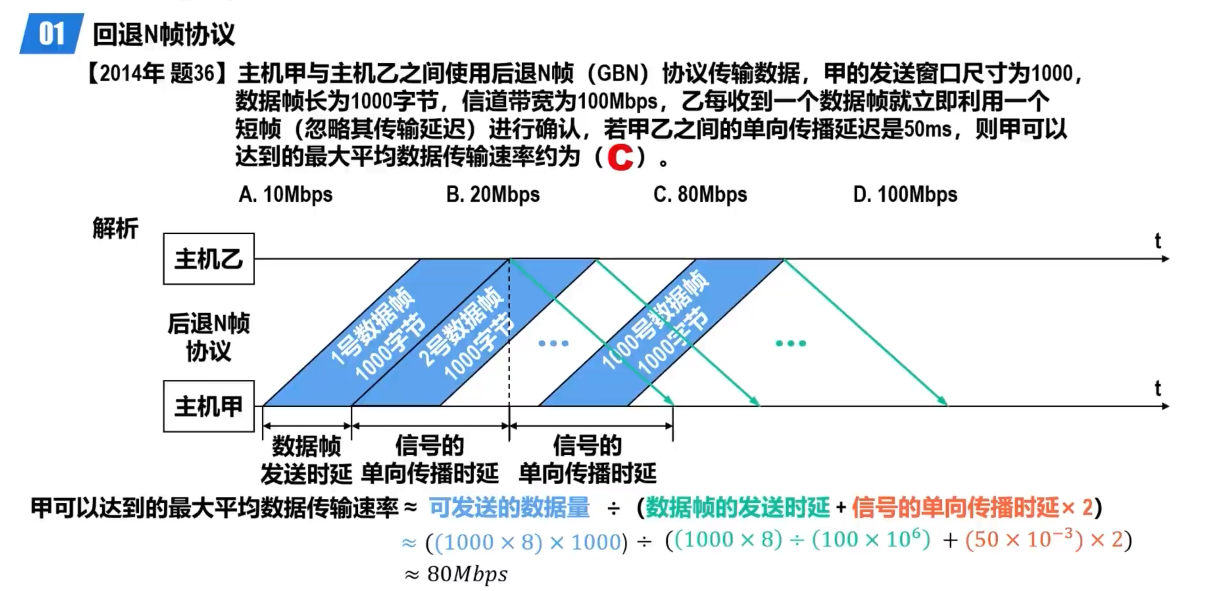 01 回退N帧协议
【2014年 题36】主机甲与主机乙之间使用后退N帧（GBN）协议传输数据，甲的发送窗口尺寸为1000，
数据帧长为1000字节，信道带宽为100Mbps，乙每收到一个数据帧就立即利用一个
短帧（忽略其传输延迟）进行确认，若甲乙之间的单向传播延迟是50ms，则甲可以
达到的最大平均数据传输速率约为（C）。
A. 10Mbps B. 20Mbps C. 80Mbps D. 100Mbps
解析
主机乙
t
后退N帧
协议
1号数据帧
1000字节
2号数据帧
1000字节
…
1000号数据帧
1000字节
…
主机甲
t
数据帧
发送时延
信号的
单向传播时延
信号的
单向传播时延
甲可以达到的最大平均数据传输速率≈ 可发送的数据量 ÷（数据帧的发送时延 + 信号的单向传播时延× 2）
≈ ((1000 × 8) × 1000) ÷ ((1000 × 8) ÷ (100 × 10⁶) + (50 × 10⁻³) × 2)
≈ 80Mbps